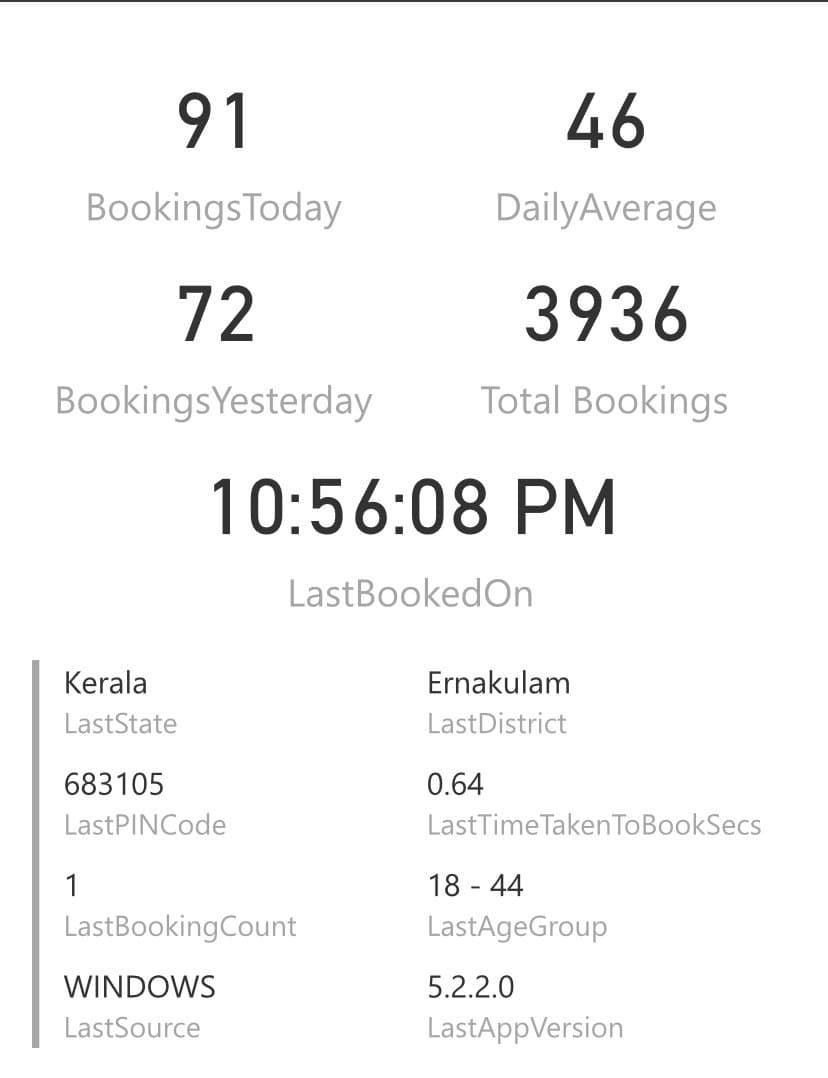 91 46
BookingsToday DailyAverage
72 3936
BookingsYesterday Total Bookings
10:56:08 PM
LastBookedOn
Kerala Ernakulam
LastState LastDistrict
683105 0.64
LastPINCode LastTimeTakenToBookSecs
1 18 - 44
LastBookingCount LastAgeGroup
WINDOWS 5.2.2.0
LastSource LastAppVersion